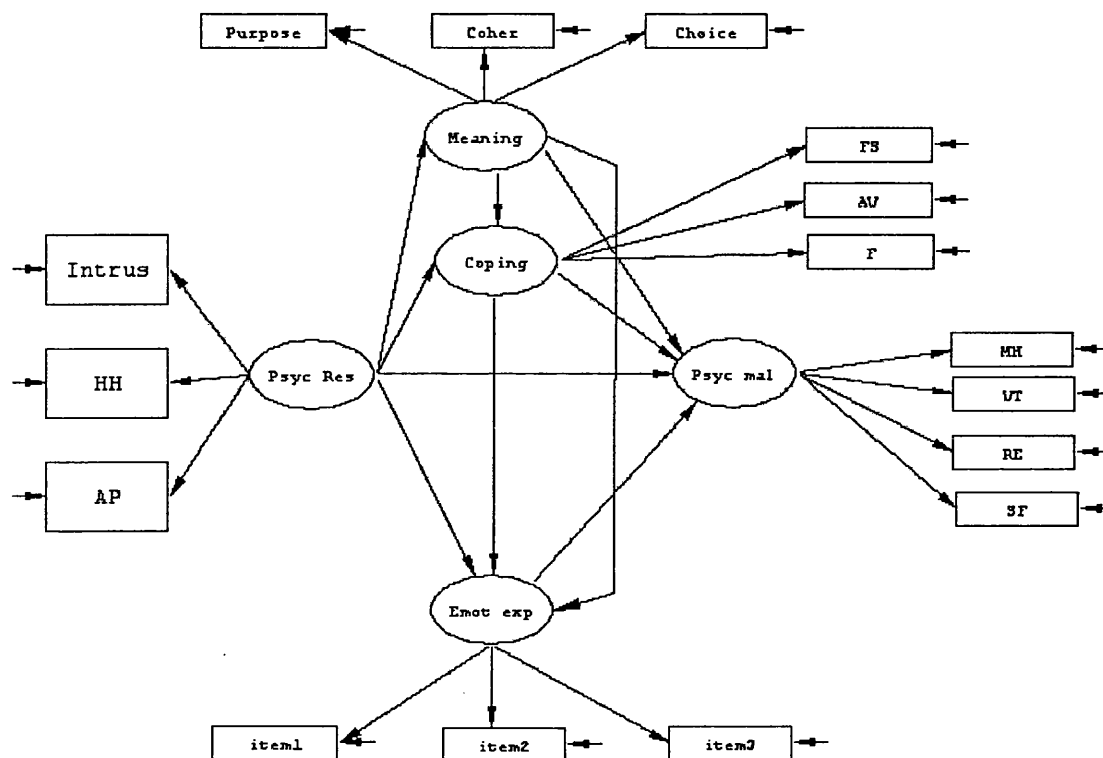 Purpose
Coher
Choice
Meaning
FS
AV
F
Coping
Intrus
HH
AP
Psyc Res
Psyc mal
MH
VT
RE
SF
Emot exp
item1
item2
item3